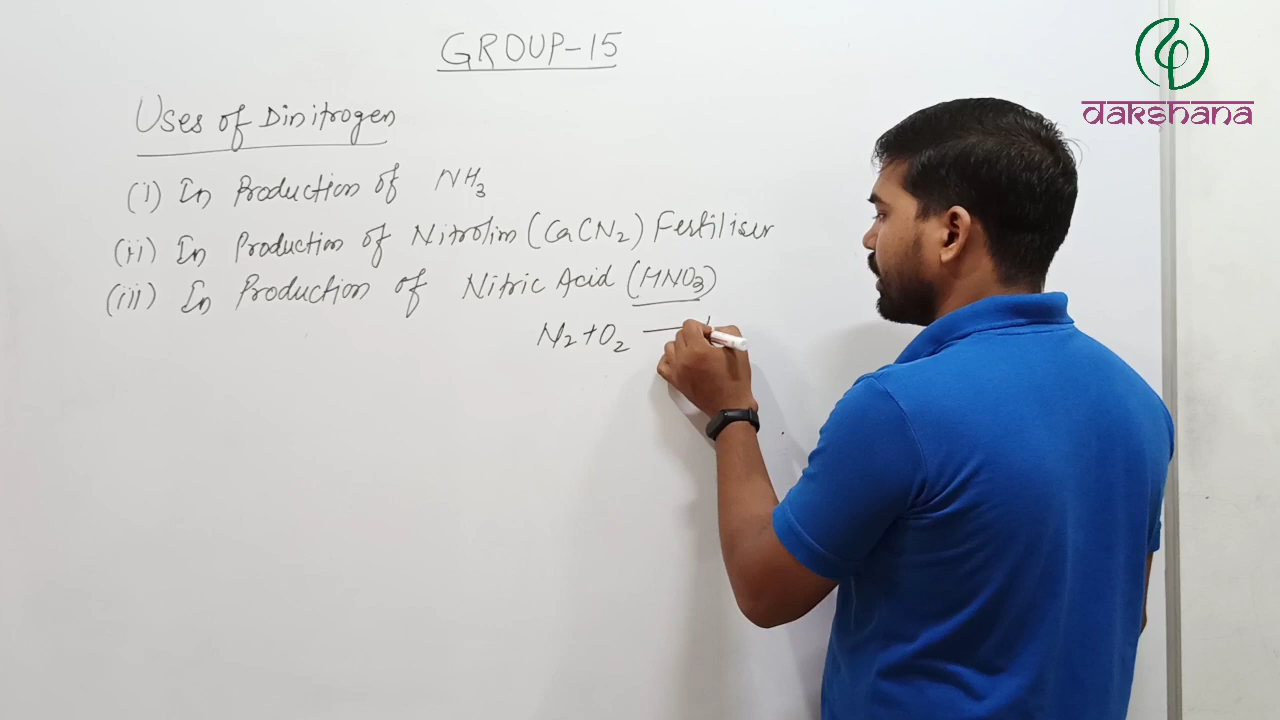 GROUP-15
dakshana
Uses of Dinitrogen
(i) In Production of NH3
(ii) In Production of Nitrolim (CaCN2) Fertiliser
(iii) In Production of Nitric Acid (HNO3)
N2+O2